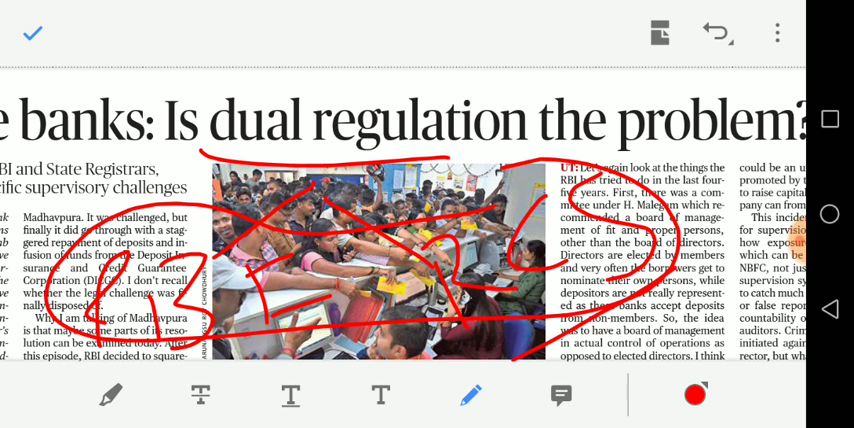 e banks: Is dual regulation the problem?
BI and State Registrars,
ific supervisory challenges
Madhavpura. It was challenged, but
finally it did go through with a stag-
gered repayment of deposits and in-
fusion of funds from the Deposit In-
surance and Credit Guarantee
Corporation (DICGC). I don't recall
whether the legal challenge was fi-
nally disposed.
Why I am talking of Madhavpura
is that maybe some parts of its reso-
lution can be examined today. After
this episode, RBI decided to square-
CHOWDHURY
UT: Let's again look at the things the
RBI has tried to do in the last four-
five years. First, there was a com-
mittee under H. Malegam which re-
commended a board of manage-
ment of fit and proper persons,
other than the board of directors.
Directors are elected by members
and very often the borrowers get to
nominate their own persons, while
depositors are not really represent-
ed as these banks accept deposits
from non-members. So, the idea
was to have a board of management
in actual control of operations as
opposed to elected directors. I think
could be an u
promoted by t
to raise capita
pany can from
This incide
for supervisio
how exposur
which can be
NBFC, not jus
supervision sy
to catch much
or false repor
countability o
auditors. Crim
initiated again
rector, but wha